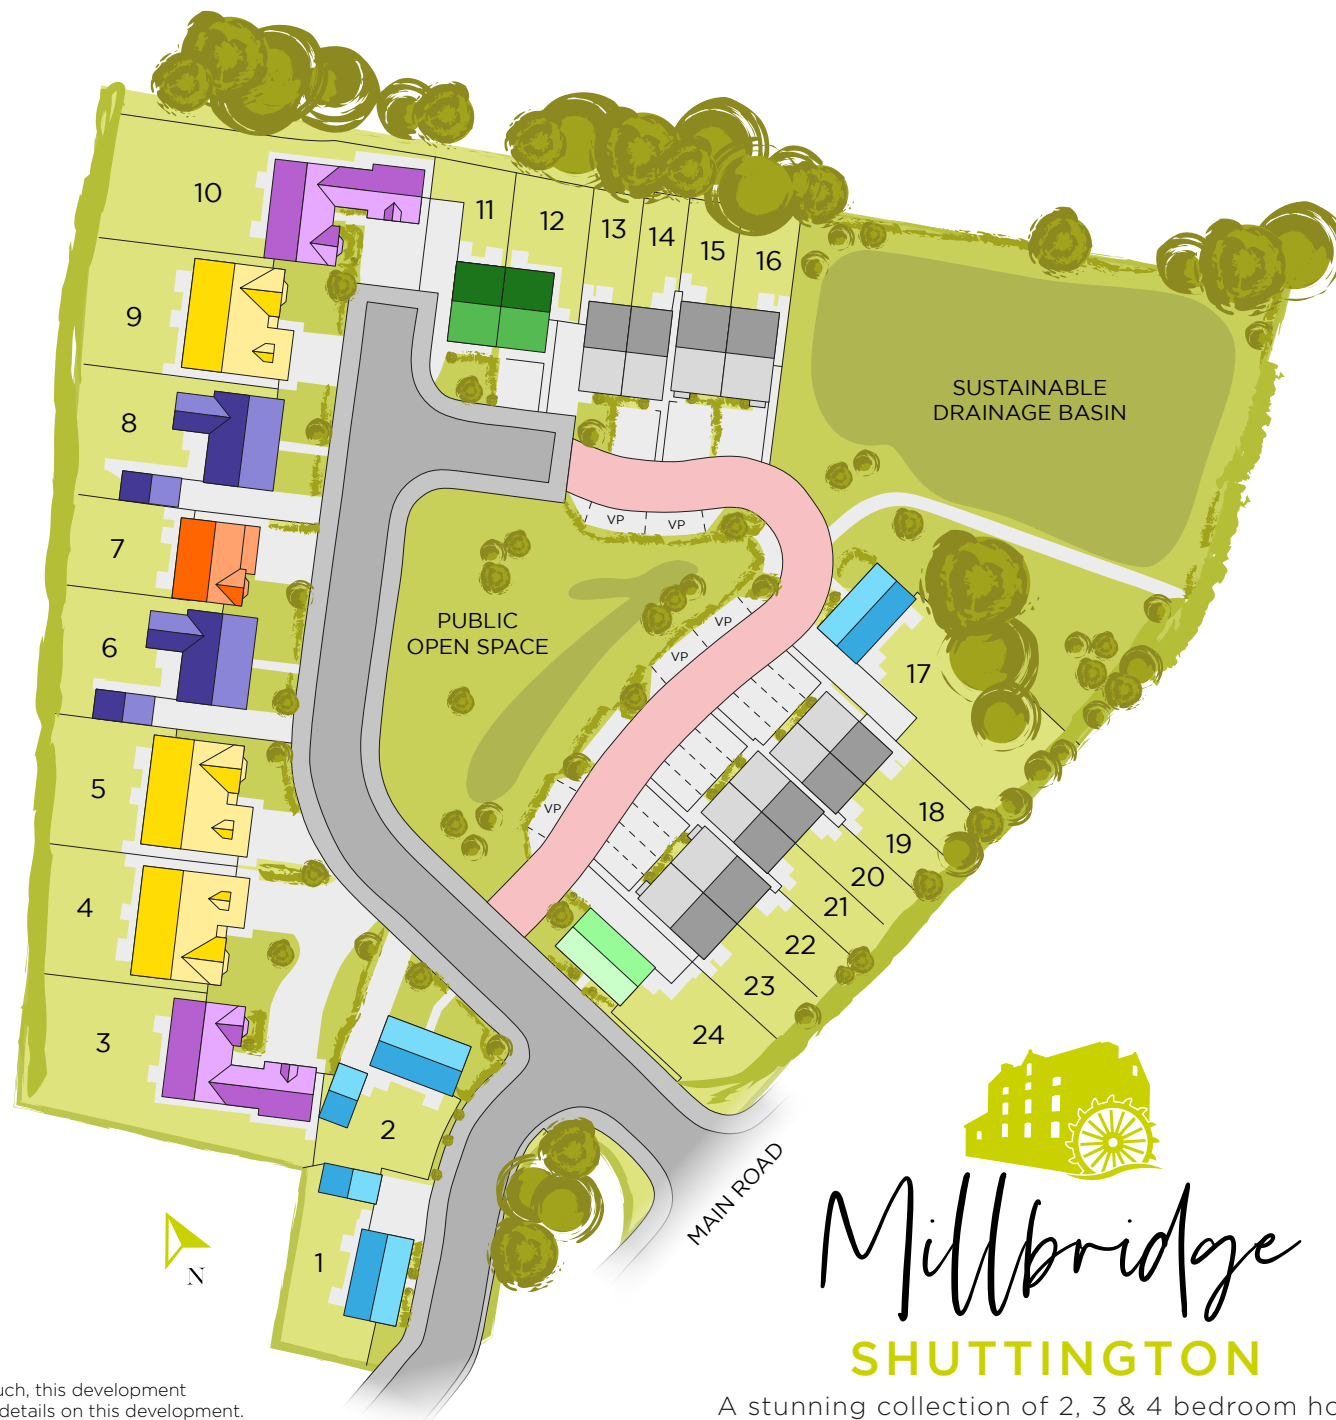 10
11
12
13
14
15
16
9
8
7
6
5
4
3
2
1
SUSTAINABLE
DRAINAGE BASIN
VP
VP
PUBLIC
OPEN SPACE
VP
VP
VP
17
18
19
20
21
22
23
24
MAIN ROAD
N
Millbridge
SHUTTINGTON
A stunning collection of 2, 3 & 4 bedroom
uch, this development
details on this development.